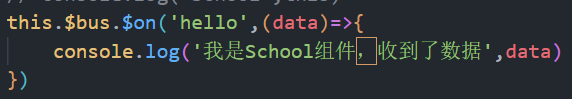 this.$bus.$on('hello',(data)=>{
console.log('我是School组件，收到了数据',data)
})